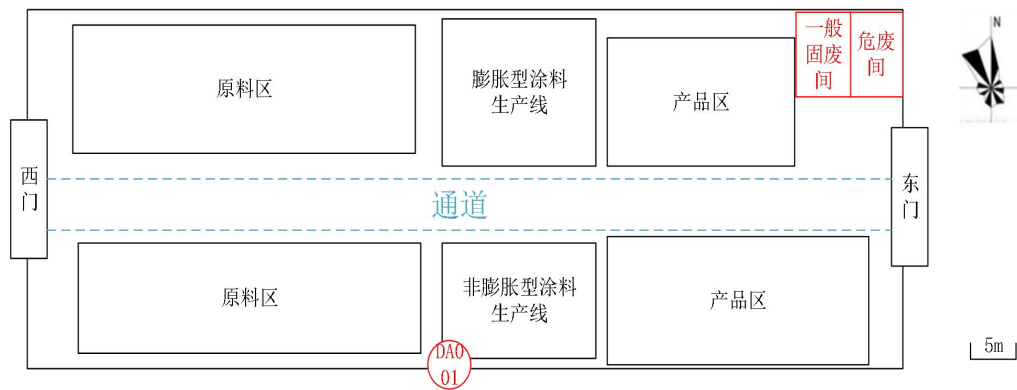 原料区
膨胀型涂料
生产线
产品区
一般
固废
间
危废
间
N
西
门
通道
东
门
原料区
非膨胀型涂料
生产线
产品区
DA0
01
5m